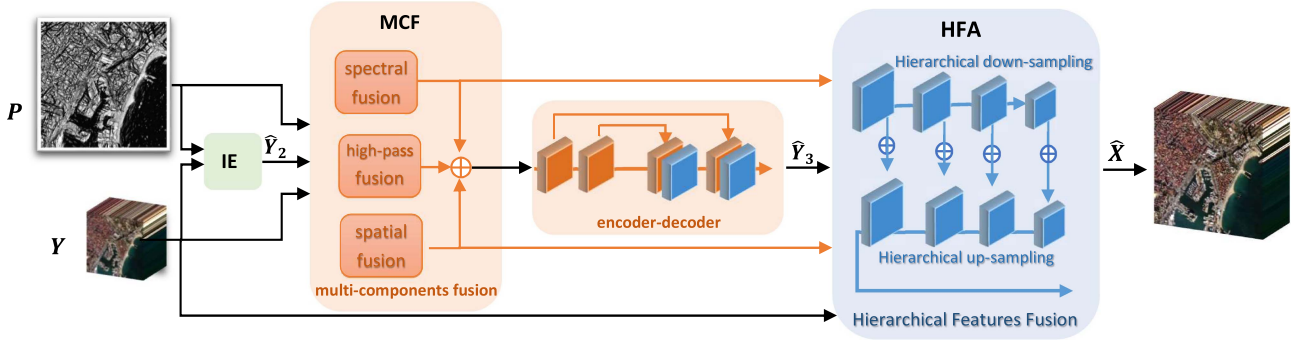 MCF
HFA
P
spectral
fusion
Hierarchical down-sampling
IE
Ŷ₂
high-pass
fusion
Ŷ₃
X̂
encoder-decoder
Y
spatial
fusion
Hierarchical up-sampling
multi-components fusion
Hierarchical Features Fusion